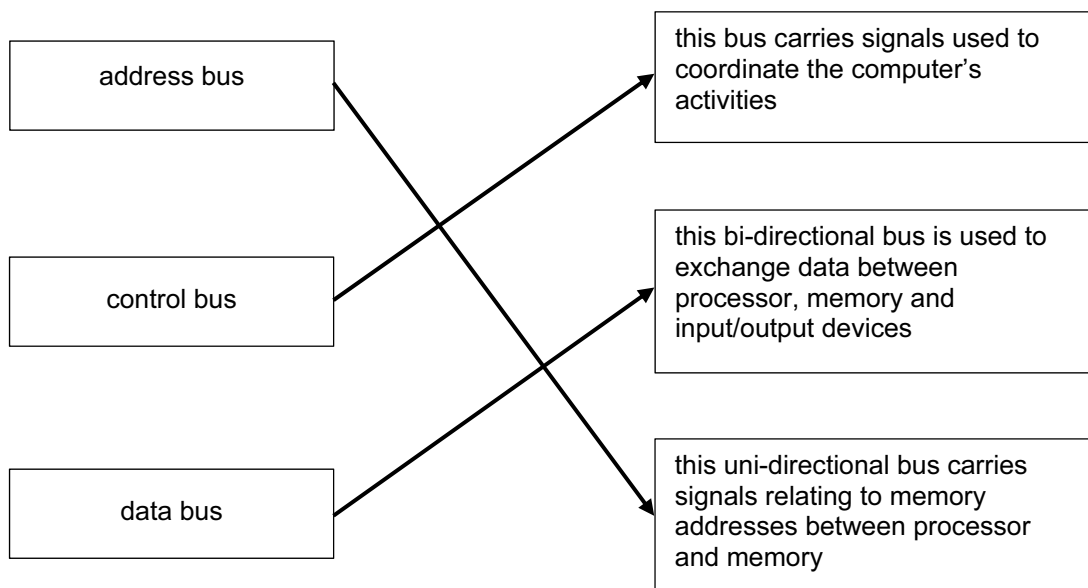 address bus
control bus
data bus
this bus carries signals used to
coordinate the computer’s
activities
this bi-directional bus is used to
exchange data between
processor, memory and
input/output devices
this uni-directional bus carries
signals relating to memory
addresses between processor
and memory